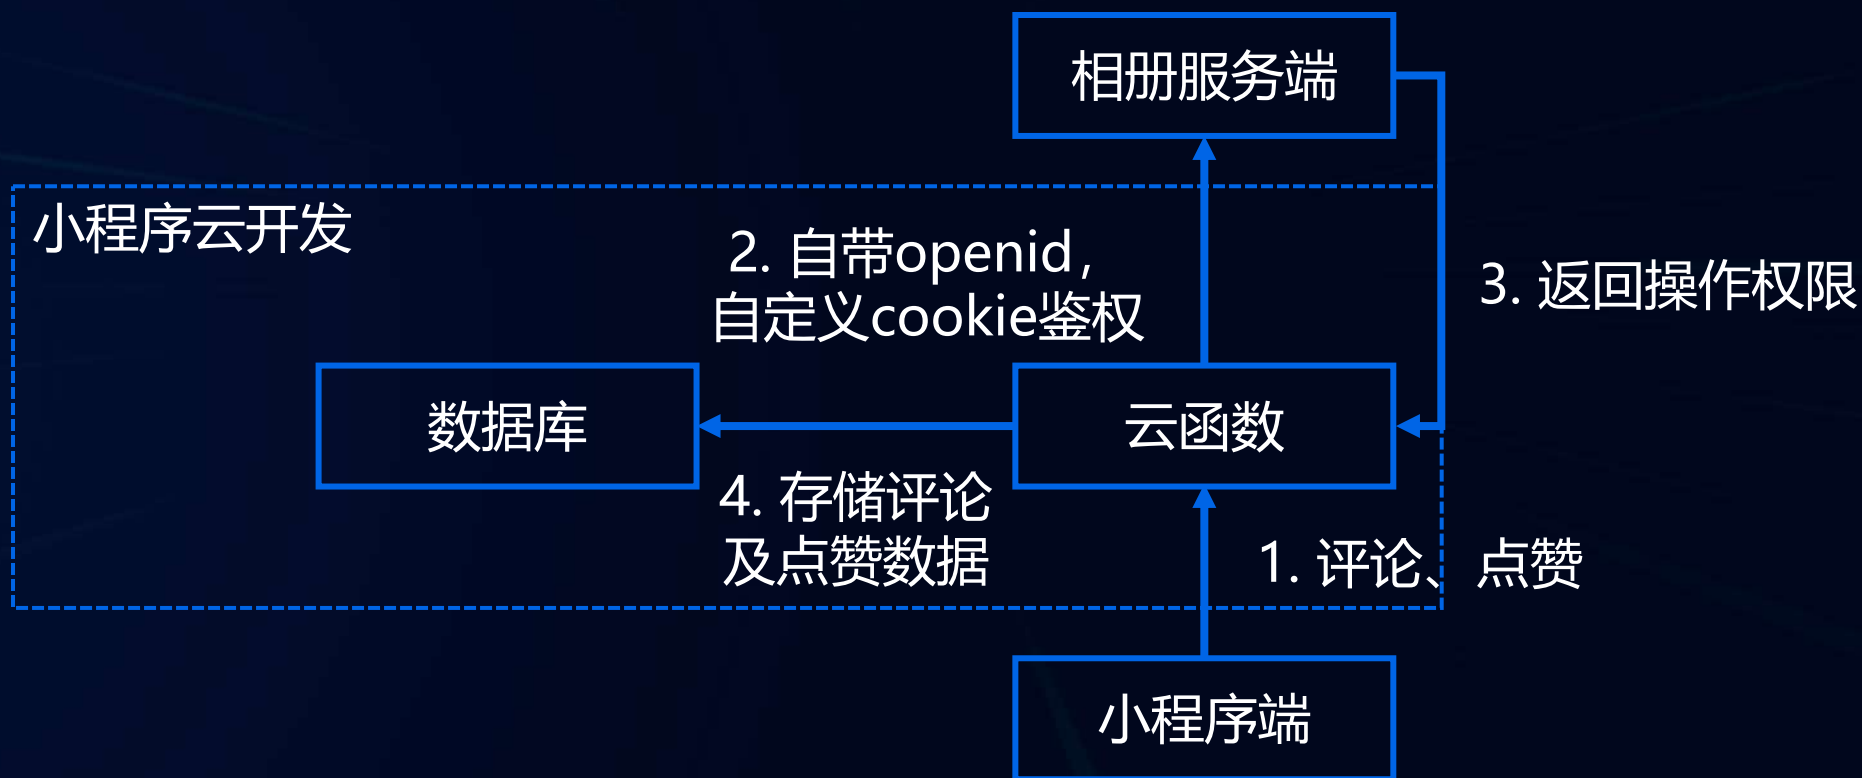 相册服务端
小程序云开发
2. 自带openid，
自定义cookie鉴权
3. 返回操作权限
数据库
云函数
4. 存储评论
及点赞数据
1. 评论、点赞
小程序端